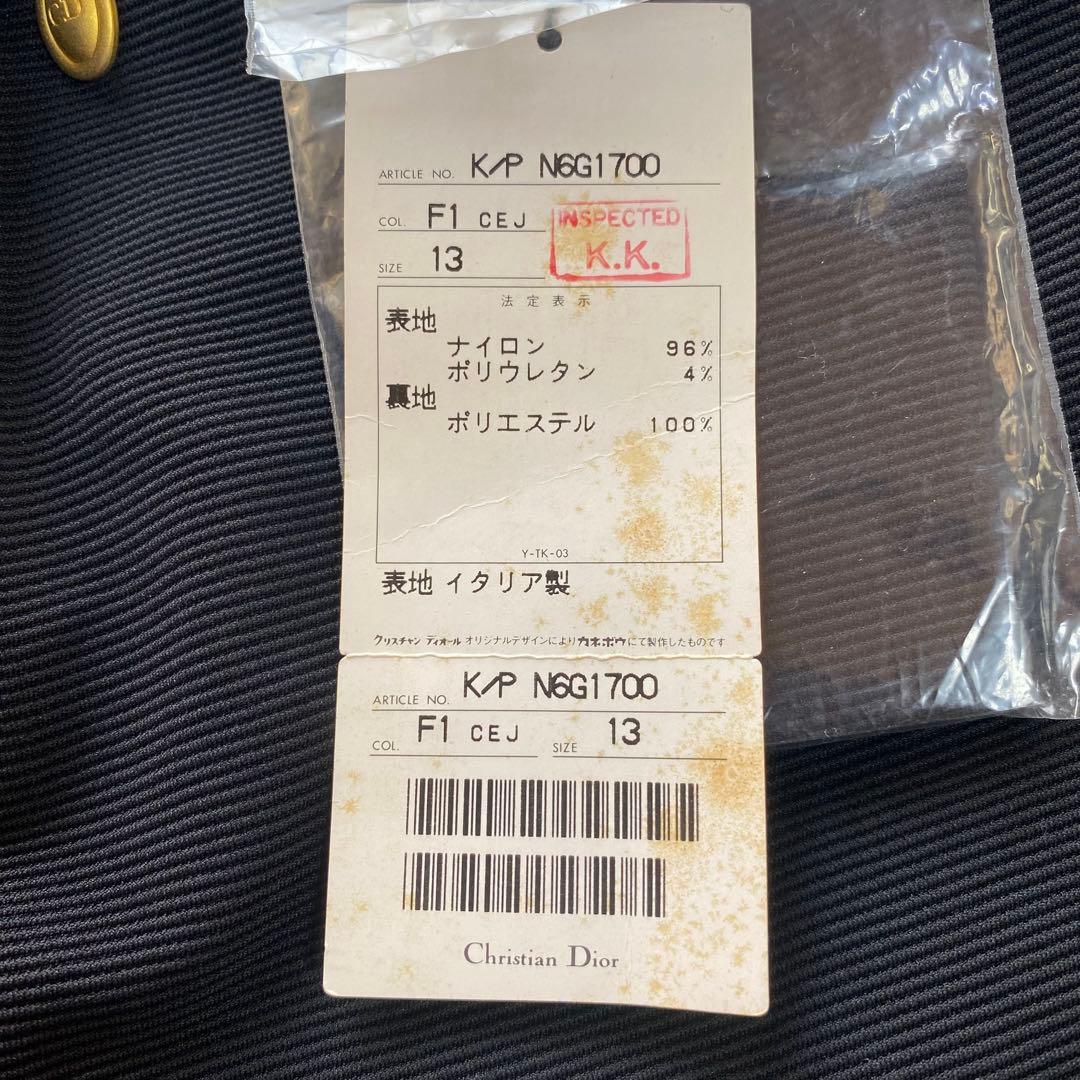 CD
ARTICLE NO. K/P N6G1700
COL. F1 CEJ
INSPECTED
K.K.
SIZE 13
法定表示
表地
ナイロン 96%
ポリウレタン 4%
裏地
ポリエステル 100%
Y-TK-03
表地 イタリア製
クリスチャン ディオール オリジナルデザインにより カネボウ にて製作したものです
ARTICLE NO. K/P N6G1700
COL. F1 CEJ SIZE 13
Christian Dior